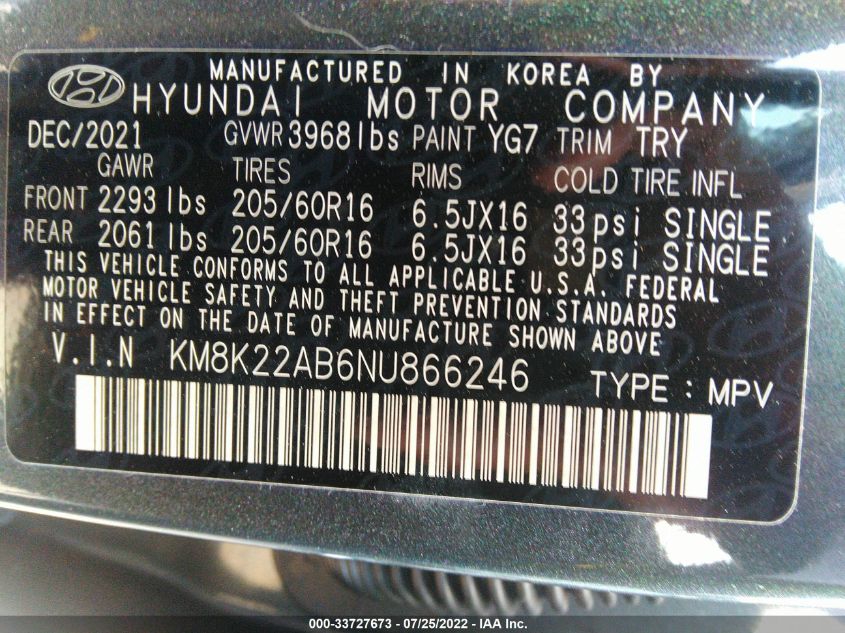 MANUFACTURED IN KOREA BY
HYUNDAI MOTOR COMPANY
DEC/2021 GVWR 3968 lbs PAINT YG7 TRIM TRY
GAWR TIRES RIMS COLD TIRE INFL
FRONT 2293 lbs 205/60R16 6.5JX16 33psi SINGLE
REAR 2061 lbs 205/60R16 6.5JX16 33psi SINGLE
THIS VEHICLE CONFORMS TO ALL APPLICABLE U.S.A. FEDERAL
MOTOR VEHICLE SAFETY AND THEFT PREVENTION STANDARDS
IN EFFECT ON THE DATE OF MANUFACTURE SHOWN ABOVE
V.I.N KM8K22AB6NU866246 TYPE : MPV
000-33727673 / 07/25/2022 - IAA Inc.